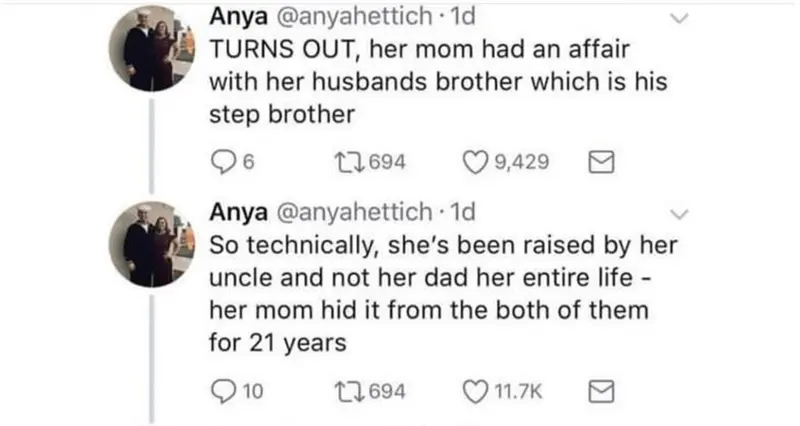 Anya @anyahettich · 1d
TURNS OUT, her mom had an affair
with her husbands brother which is his
step brother
6 694 9,429
Anya @anyahettich · 1d
So technically, she's been raised by her
uncle and not her dad her entire life -
her mom hid it from the both of them
for 21 years
10 694 11.7K